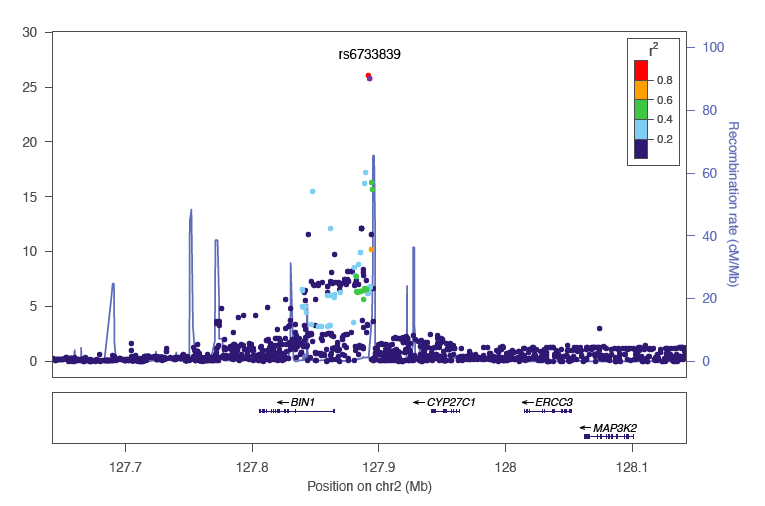 rs6733839
30
25
20
15
10
5
0
r2
0.8
0.6
0.4
0.2
100
80
60
40
20
0
Recombination rate (cM/Mb)
BIN1
CYP27C1
ERCC3
MAP3K2
127.7 127.8 127.9 128 128.1
Position on chr2 (Mb)